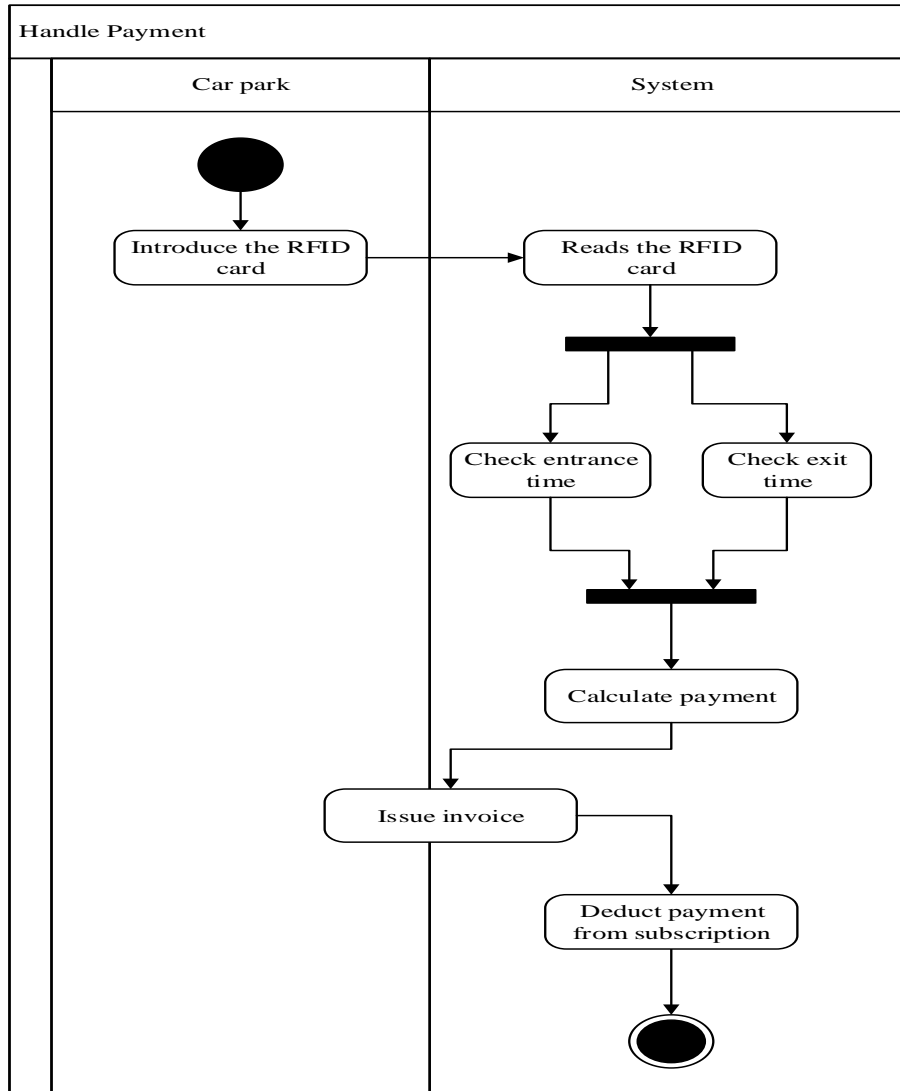 Handle Payment
Car park
System
Introduce the RFID
card
Reads the RFID
card
Check entrance
time
Check exit
time
Calculate payment
Issue invoice
Deduct payment
from subscription